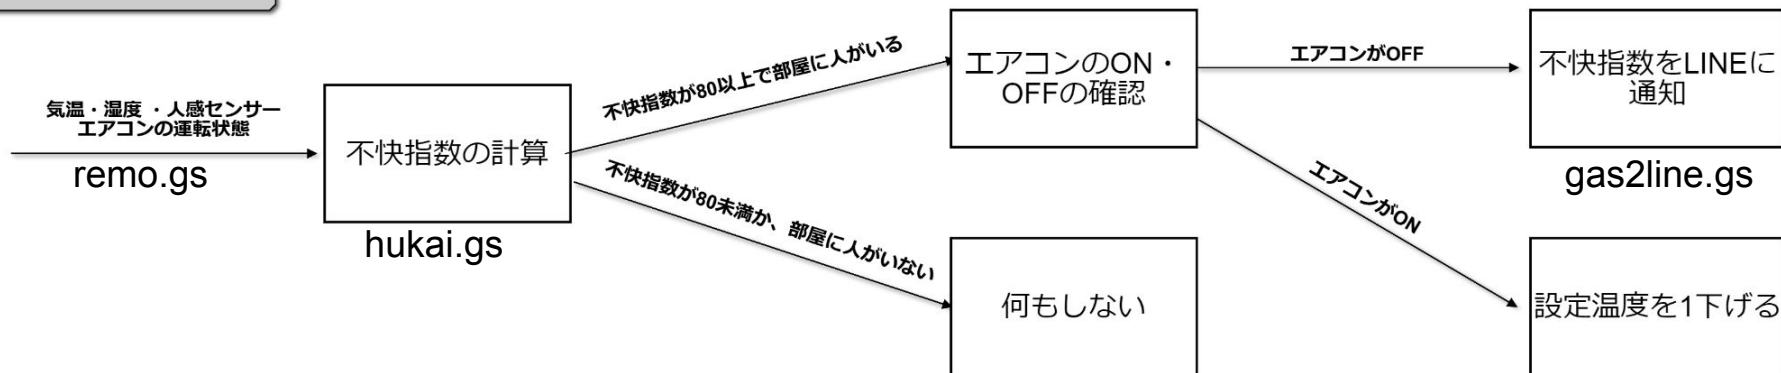 気温・湿度 ・人感センサー
エアコンの運転状態
remo.gs
不快指数の計算
hukai.gs
不快指数が80以上で部屋に人がいる
不快指数が80未満か、部屋に人がいない
エアコンのON・
OFFの確認
何もしない
エアコンがOFF
エアコンがON
不快指数をLINEに
通知
gas2line.gs
設定温度を1下げる